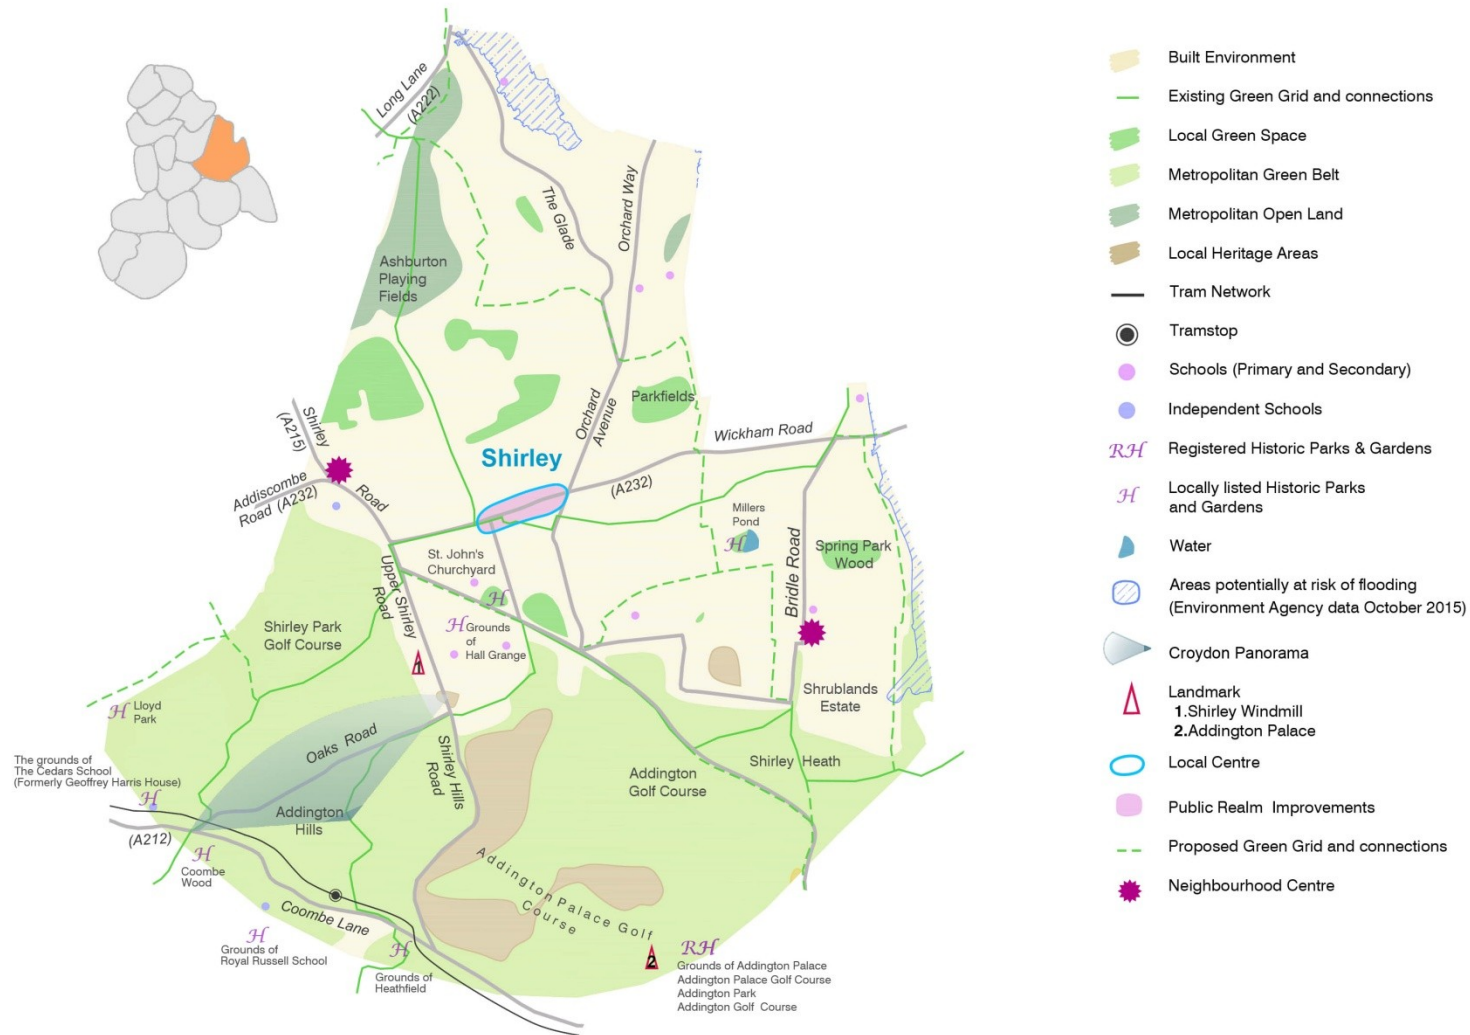 Long Lane
(A222)
The Glade
Orchard Way
Ashburton
Playing
Fields
Shirley
(A215)
Road
Orchard
Avenue
Parkfields
Wickham Road
Shirley
Addiscombe
Road (A232)
(A232)
Millers
Pond
H
Spring Park
Wood
Bridle Road
St. John's
Churchyard
H
Upper Shirley
Road
H Grounds
of
Hall Grange
Shirley Park
Golf Course
1
H Lloyd
Park
Shrublands
Estate
Oaks Road
Shirley Hills
Road
Shirley Heath
Addington
Golf Course
The grounds of
The Cedars School
(Formerly Geoffrey Harris House)
H
Addington
Hills
(A212)
H
Coombe
Wood
Addington Palace Golf
Course
Coombe Lane
H
Grounds of
Royal Russell School
H
Grounds of
Heathfield
2
RH
Grounds of Addington Palace
Addington Palace Golf Course
Addington Park
Addington Golf Course
Built Environment
Existing Green Grid and connections
Local Green Space
Metropolitan Green Belt
Metropolitan Open Land
Local Heritage Areas
Tram Network
Tramstop
Schools (Primary and Secondary)
Independent Schools
RH Registered Historic Parks & Gardens
H Locally listed Historic Parks
and Gardens
Water
Areas potentially at risk of flooding
(Environment Agency data October 2015)
Croydon Panorama
Landmark
1.Shirley Windmill
2.Addington Palace
Local Centre
Public Realm Improvements
Proposed Green Grid and connections
Neighbourhood Centre